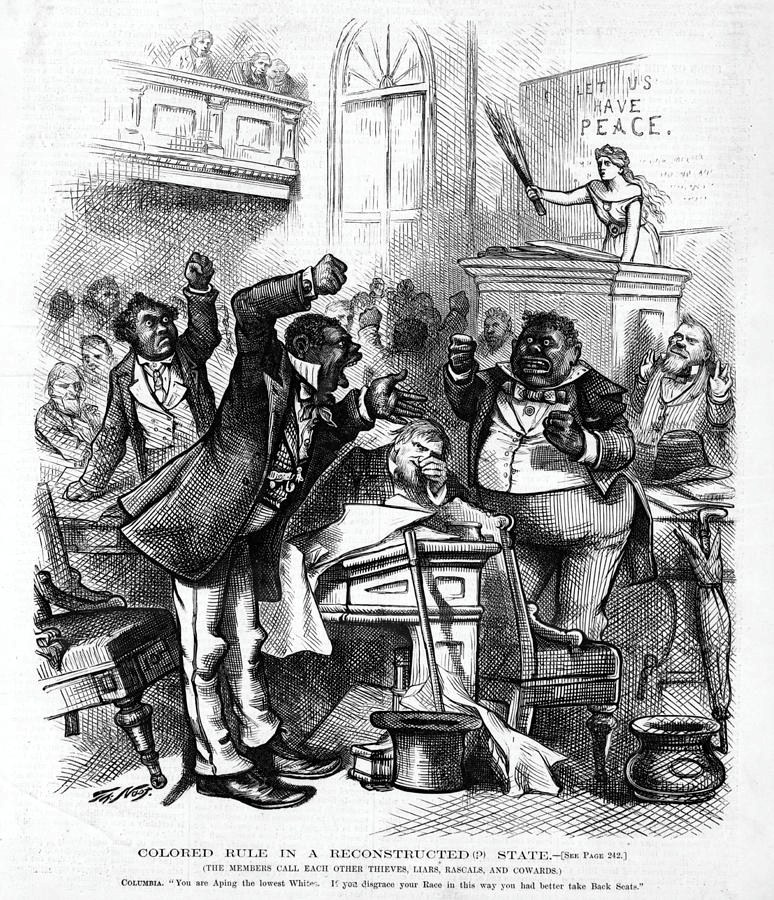 LET US
HAVE
PEACE.
Th. Nast.
COLORED RULE IN A RECONSTRUCTED (?) STATE.—[SEE PAGE 242.]
(THE MEMBERS CALL EACH OTHER THIEVES, LIARS, RASCALS, AND COWARDS.)
COLUMBIA. "You are Aping the lowest Whites. If you disgrace your Race in this way you had better take Back Seats."